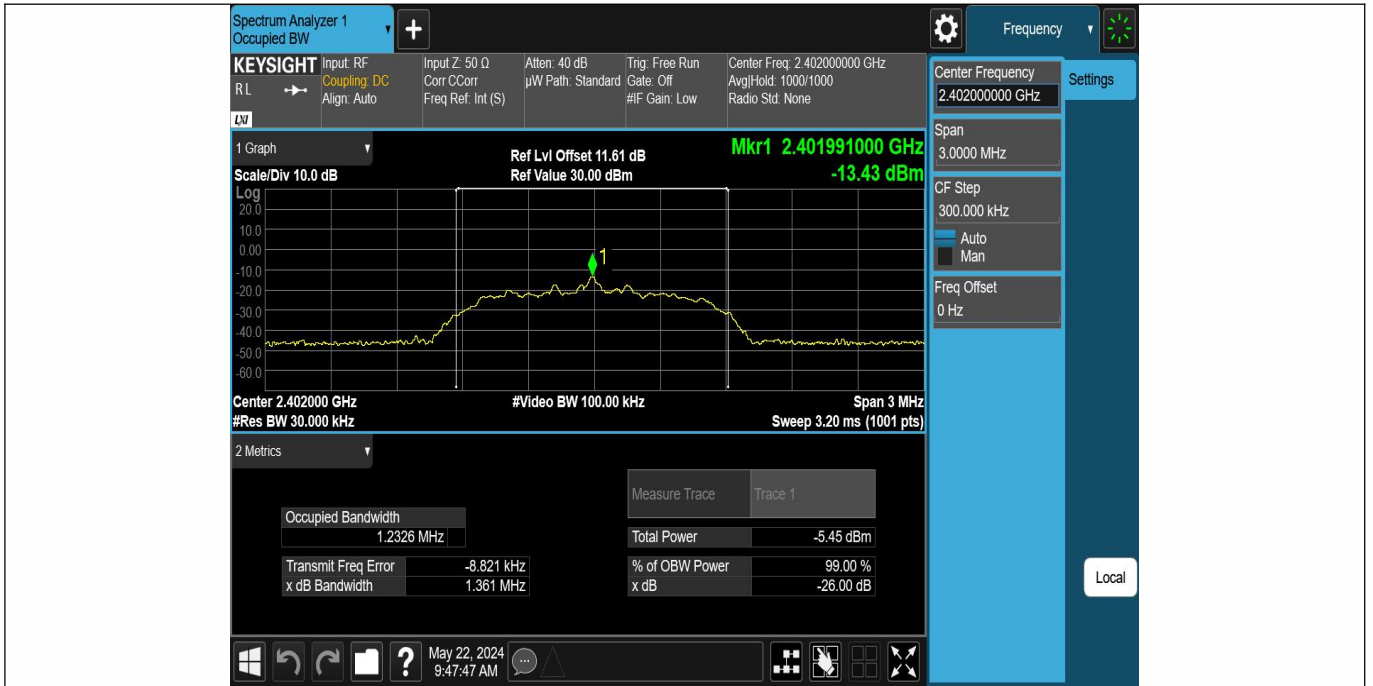 Spectrum Analyzer 1
Occupied BW
+
Frequency
KEYSIGHT
RL
LXI
Input: RF
Coupling: DC
Align: Auto
Input Z: 50 Ω
Corr CCorr
Freq Ref: Int (S)
Atten: 40 dB
µW Path: Standard
Trig: Free Run
Gate: Off
#IF Gain: Low
Center Freq: 2.402000000 GHz
Avg|Hold: 1000/1000
Radio Std: None
Center Frequency
2.402000000 GHz
Settings
Span
3.0000 MHz
CF Step
300.000 kHz
Auto
Man
Freq Offset
0 Hz
Local
1 Graph
Scale/Div 10.0 dB
Ref Lvl Offset 11.61 dB
Ref Value 30.00 dBm
Mkr1 2.401991000 GHz
-13.43 dBm
Log
20.0
10.0
0.00
-10.0
-20.0
-30.0
-40.0
-50.0
-60.0
1
Center 2.402000 GHz
#Video BW 100.00 kHz
Span 3 MHz
#Res BW 30.000 kHz
Sweep 3.20 ms (1001 pts)
2 Metrics
Measure Trace Trace 1
Occupied Bandwidth
1.2326 MHz
Total Power -5.45 dBm
Transmit Freq Error -8.821 kHz
% of OBW Power 99.00 %
x dB Bandwidth 1.361 MHz
x dB -26.00 dB
?
May 22, 2024
9:47:47 AM